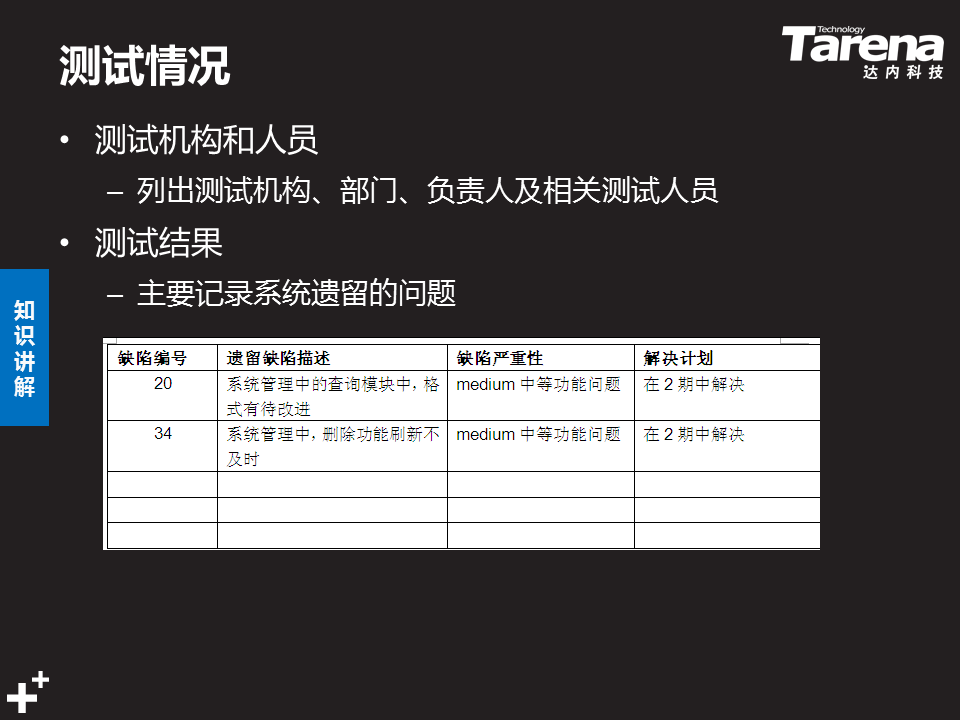 测试情况
Technology
Tarena
达内科技
• 测试机构和人员
– 列出测试机构、部门、负责人及相关测试人员
• 测试结果
– 主要记录系统遗留的问题
知识讲解
缺陷编号 遗留缺陷描述 缺陷严重性 解决计划
20 系统管理中的查询模块中,格式有待改进 medium 中等功能问题 在 2 期中解决
34 系统管理中,删除功能刷新不及时 medium 中等功能问题 在 2 期中解决